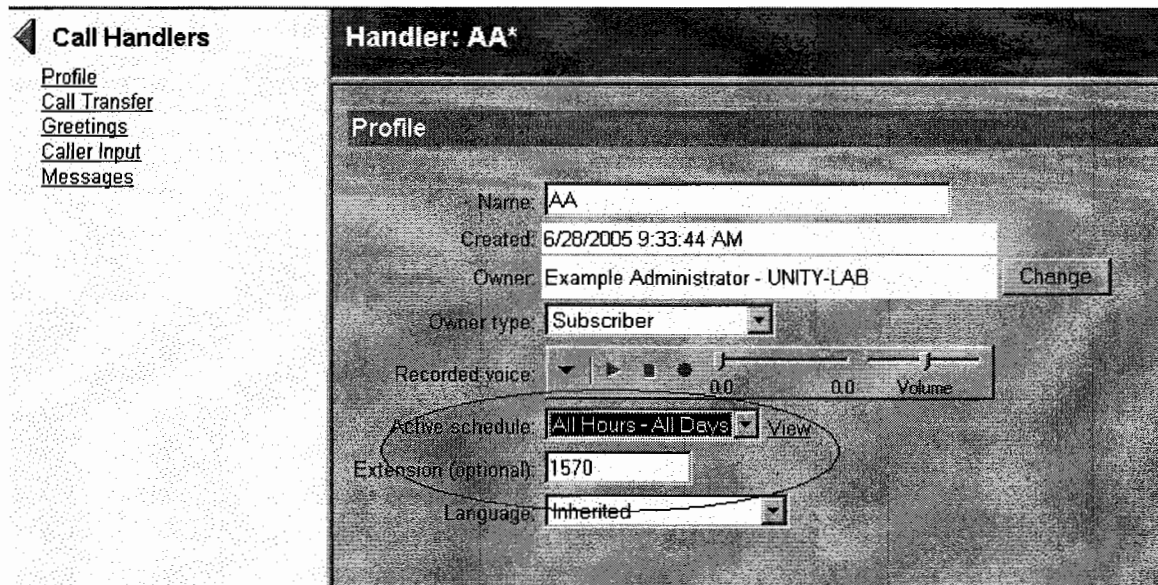 Call Handlers
Profile
Call Transfer
Greetings
Caller Input
Messages
Handler: AA*
Profile
Name: AA
Created: 6/28/2005 9:33:44 AM
Owner: Example Administrator - UNITY-LAB Change
Owner type: Subscriber
Recorded voice: 0.0 0.0 Volume
Active schedule: All Hours - All Days View
Extension (optional): 1570
Language: Inherited